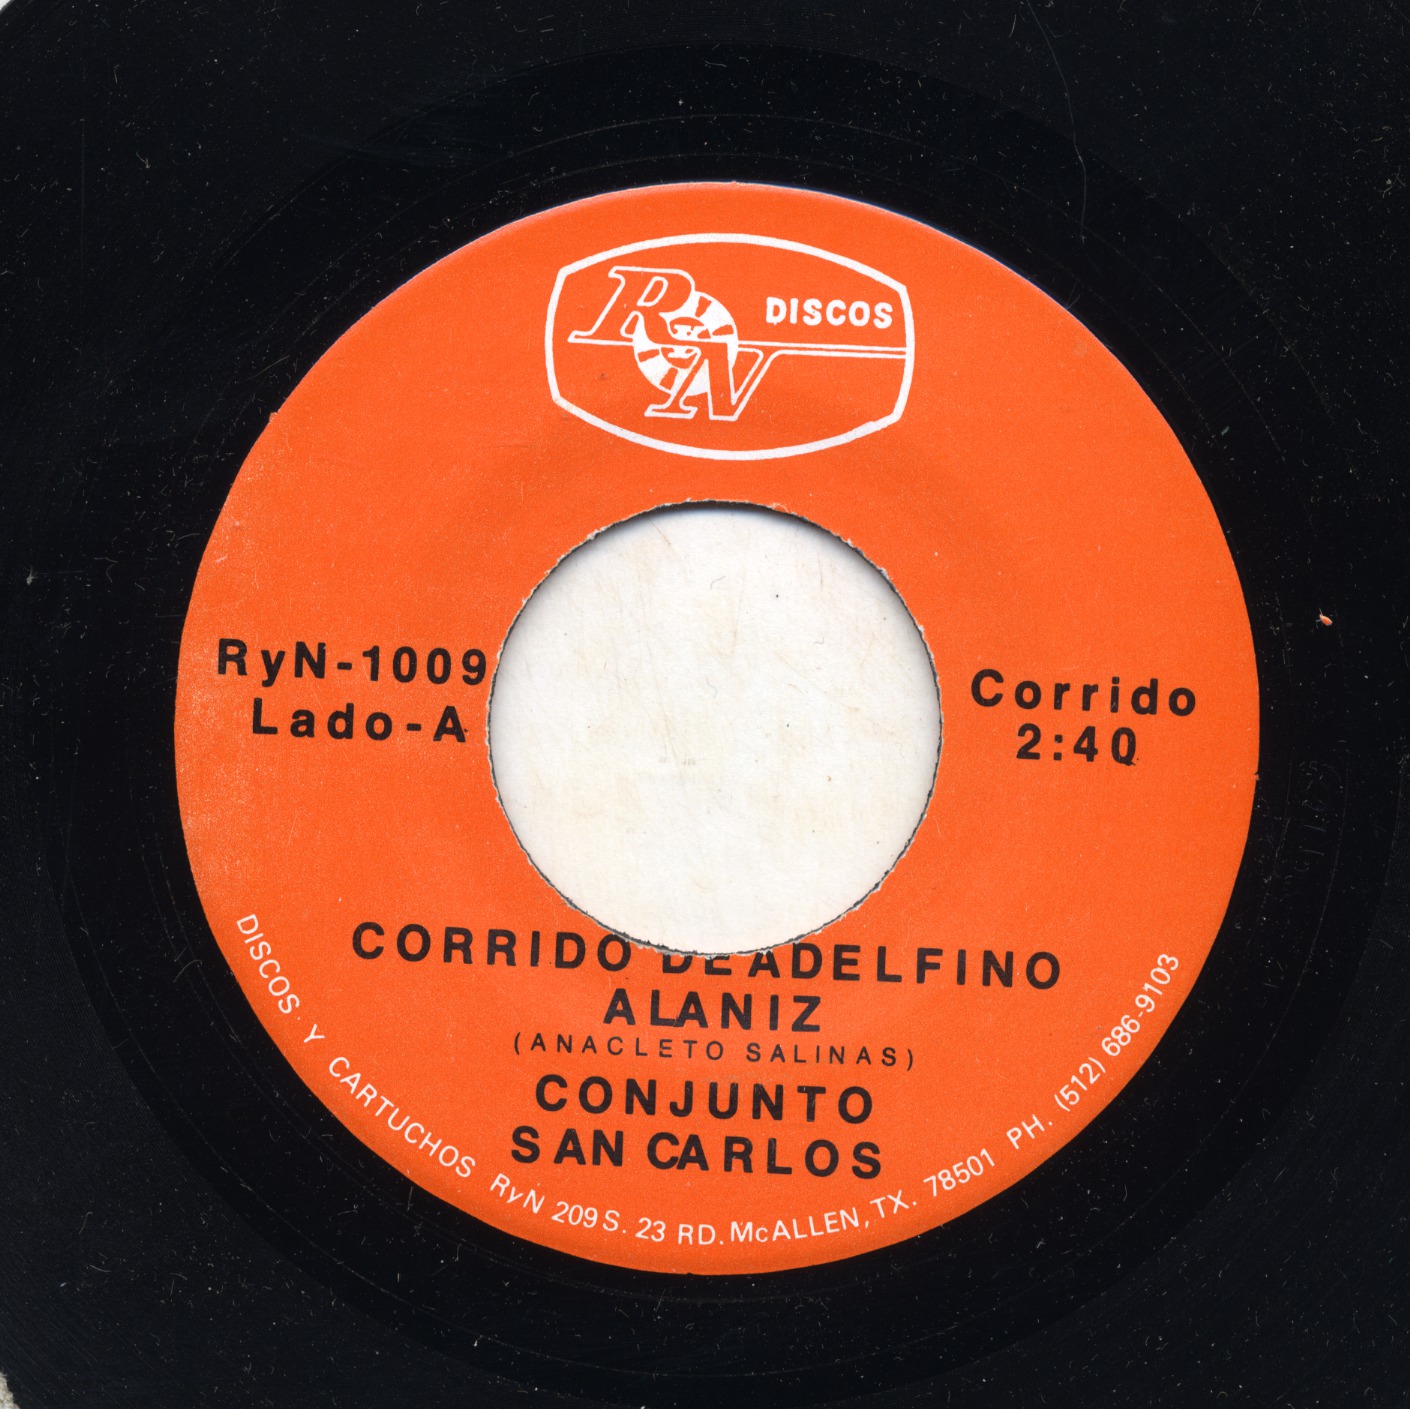 RyN DISCOS
RyN-1009
Lado-A
Corrido
2:40
CORRIDO DE ADELFINO
ALANIZ
(ANACLETO SALINAS)
CONJUNTO
SAN CARLOS
DISCOS Y CARTUCHOS RyN 209 S. 23 RD. McALLEN, TX. 78501 PH. (512) 686-9103